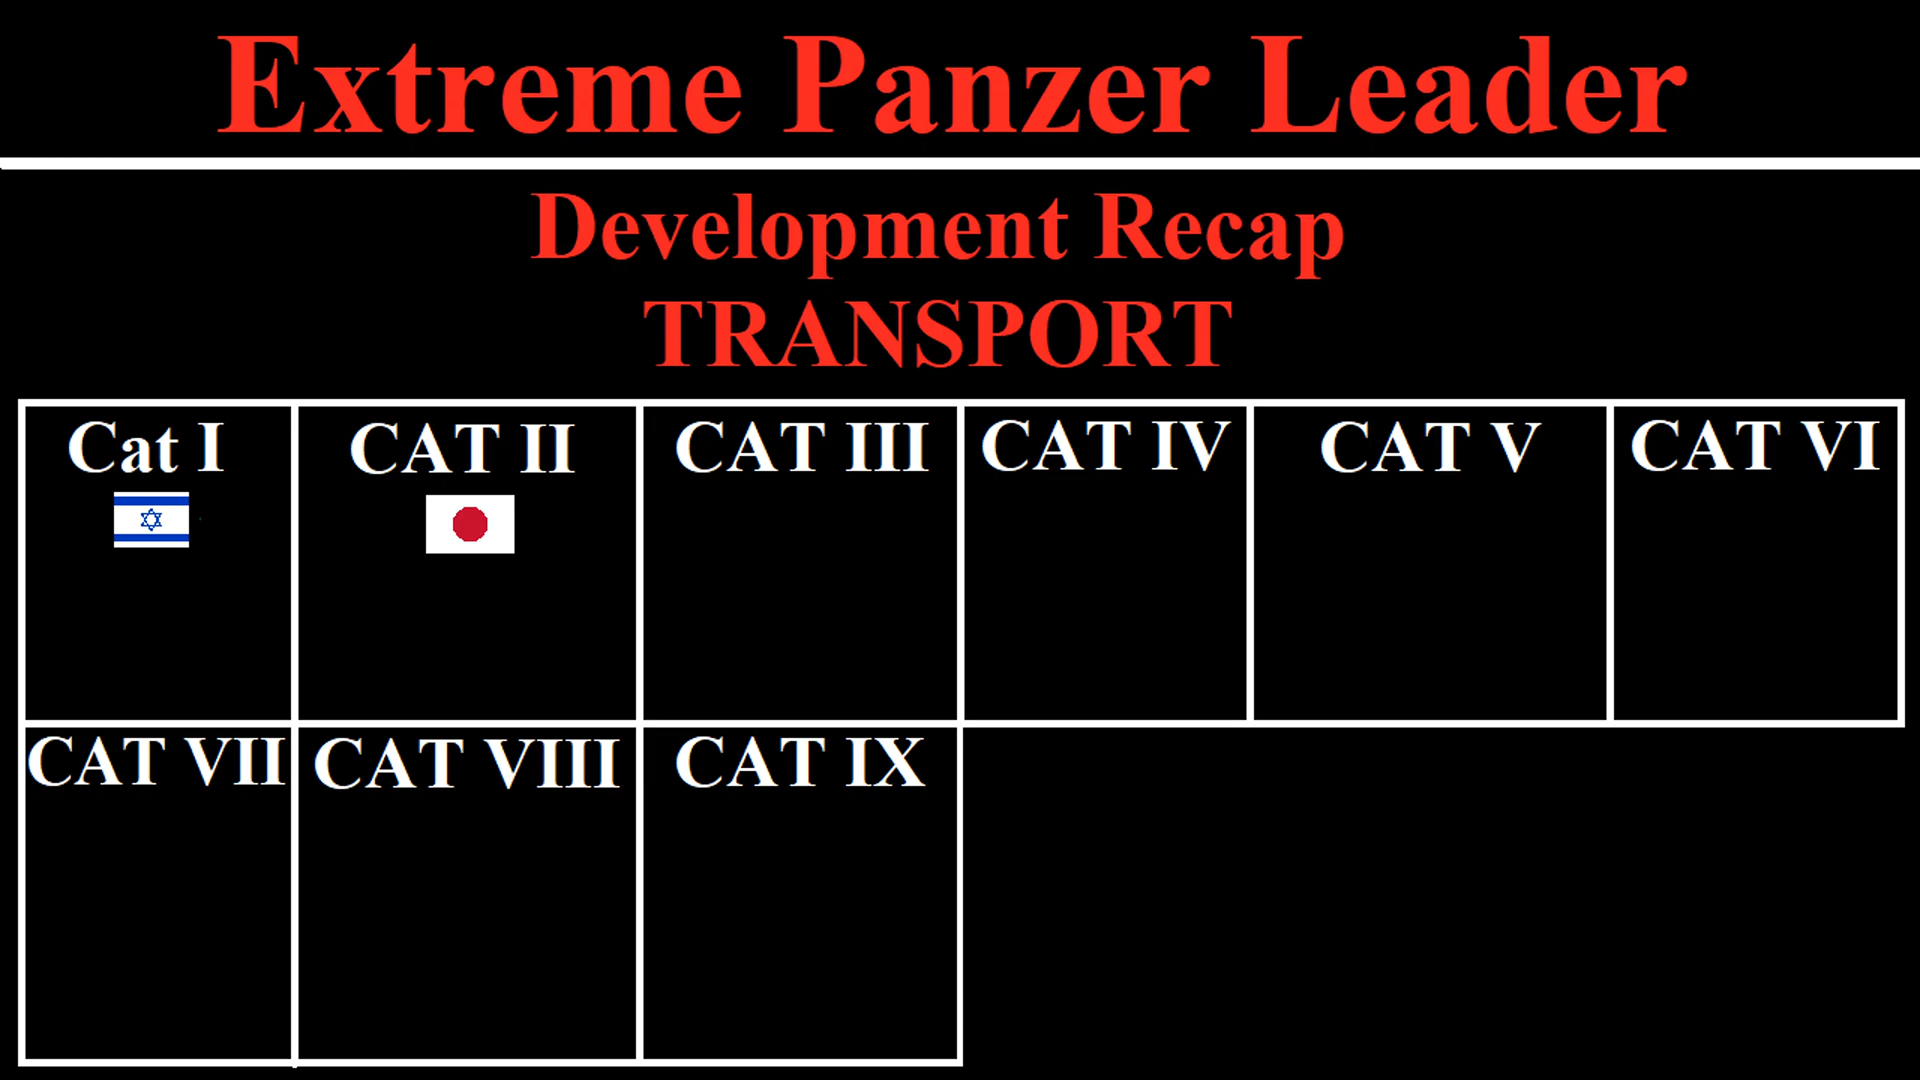 Extreme Panzer Leader
Development Recap
TRANSPORT
Cat I
CAT II
CAT III
CAT IV
CAT V
CAT VI
CAT VII
CAT VIII
CAT IX